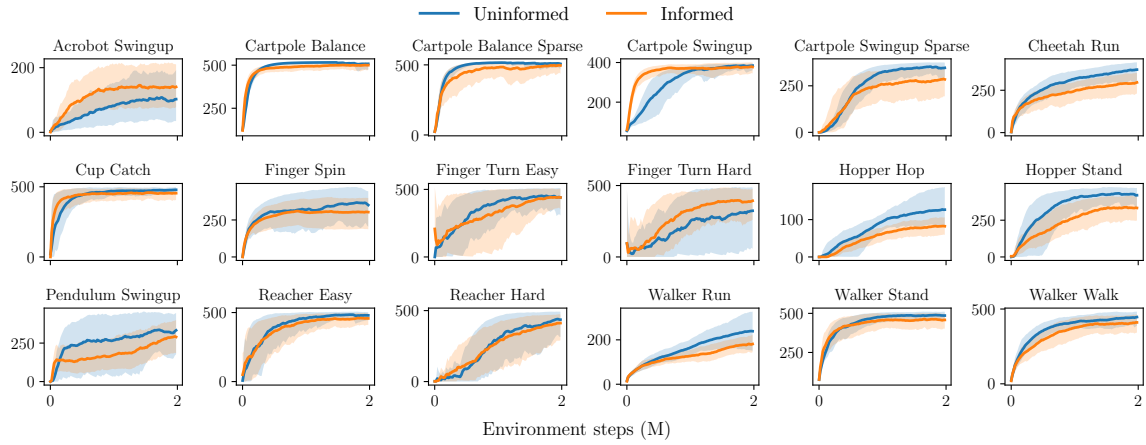 Uninformed Informed
Acrobot Swingup Cartpole Balance Cartpole Balance Sparse Cartpole Swingup Cartpole Swingup Sparse Cheetah Run
200 0
500 250
500 0
400 200
250 0
400 200 0
Cup Catch Finger Spin Finger Turn Easy Finger Turn Hard Hopper Hop Hopper Stand
500 0
250 0
400 200 0
500 0
100 0
250 0
Pendulum Swingup Reacher Easy Reacher Hard Walker Run Walker Stand Walker Walk
250 0
500 0
500 0
200 0
500 250
500 0
0 2 0 2 0 2 0 2 0 2 0 2
Environment steps (M)